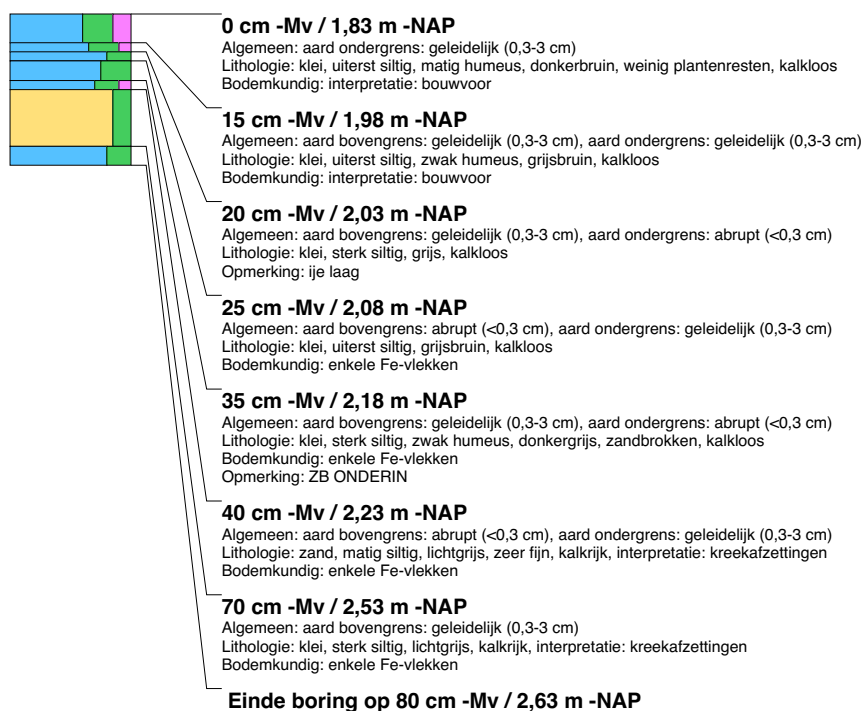 0 cm -Mv / 1,83 m -NAP
Algemeen: aard ondergrens: geleidelijk (0,3-3 cm)
Lithologie: klei, uiterst siltig, matig humeus, donkerbruin, weinig plantenresten, kalkloos
Bodemkundig: interpretatie: bouwvoor
15 cm -Mv / 1,98 m -NAP
Algemeen: aard bovengrens: geleidelijk (0,3-3 cm), aard ondergrens: geleidelijk (0,3-3 cm)
Lithologie: klei, uiterst siltig, zwak humeus, grijsbruin, kalkloos
Bodemkundig: interpretatie: bouwvoor
20 cm -Mv / 2,03 m -NAP
Algemeen: aard bovengrens: geleidelijk (0,3-3 cm), aard ondergrens: abrupt (<0,3 cm)
Lithologie: klei, sterk siltig, grijs, kalkloos
Opmerking: ije laag
25 cm -Mv / 2,08 m -NAP
Algemeen: aard bovengrens: abrupt (<0,3 cm), aard ondergrens: geleidelijk (0,3-3 cm)
Lithologie: klei, uiterst siltig, grijsbruin, kalkloos
Bodemkundig: enkele Fe-vlekken
35 cm -Mv / 2,18 m -NAP
Algemeen: aard bovengrens: geleidelijk (0,3-3 cm), aard ondergrens: abrupt (<0,3 cm)
Lithologie: klei, sterk siltig, zwak humeus, donkergrijs, zandbrokken, kalkloos
Bodemkundig: enkele Fe-vlekken
Opmerking: ZB ONDERIN
40 cm -Mv / 2,23 m -NAP
Algemeen: aard bovengrens: abrupt (<0,3 cm), aard ondergrens: geleidelijk (0,3-3 cm)
Lithologie: zand, matig siltig, lichtgrijs, zeer fijn, kalkrijk, interpretatie: kreekafzettingen
Bodemkundig: enkele Fe-vlekken
70 cm -Mv / 2,53 m -NAP
Algemeen: aard bovengrens: geleidelijk (0,3-3 cm)
Lithologie: klei, sterk siltig, lichtgrijs, kalkrijk, interpretatie: kreekafzettingen
Bodemkundig: enkele Fe-vlekken
Einde boring op 80 cm -Mv / 2,63 m -NAP